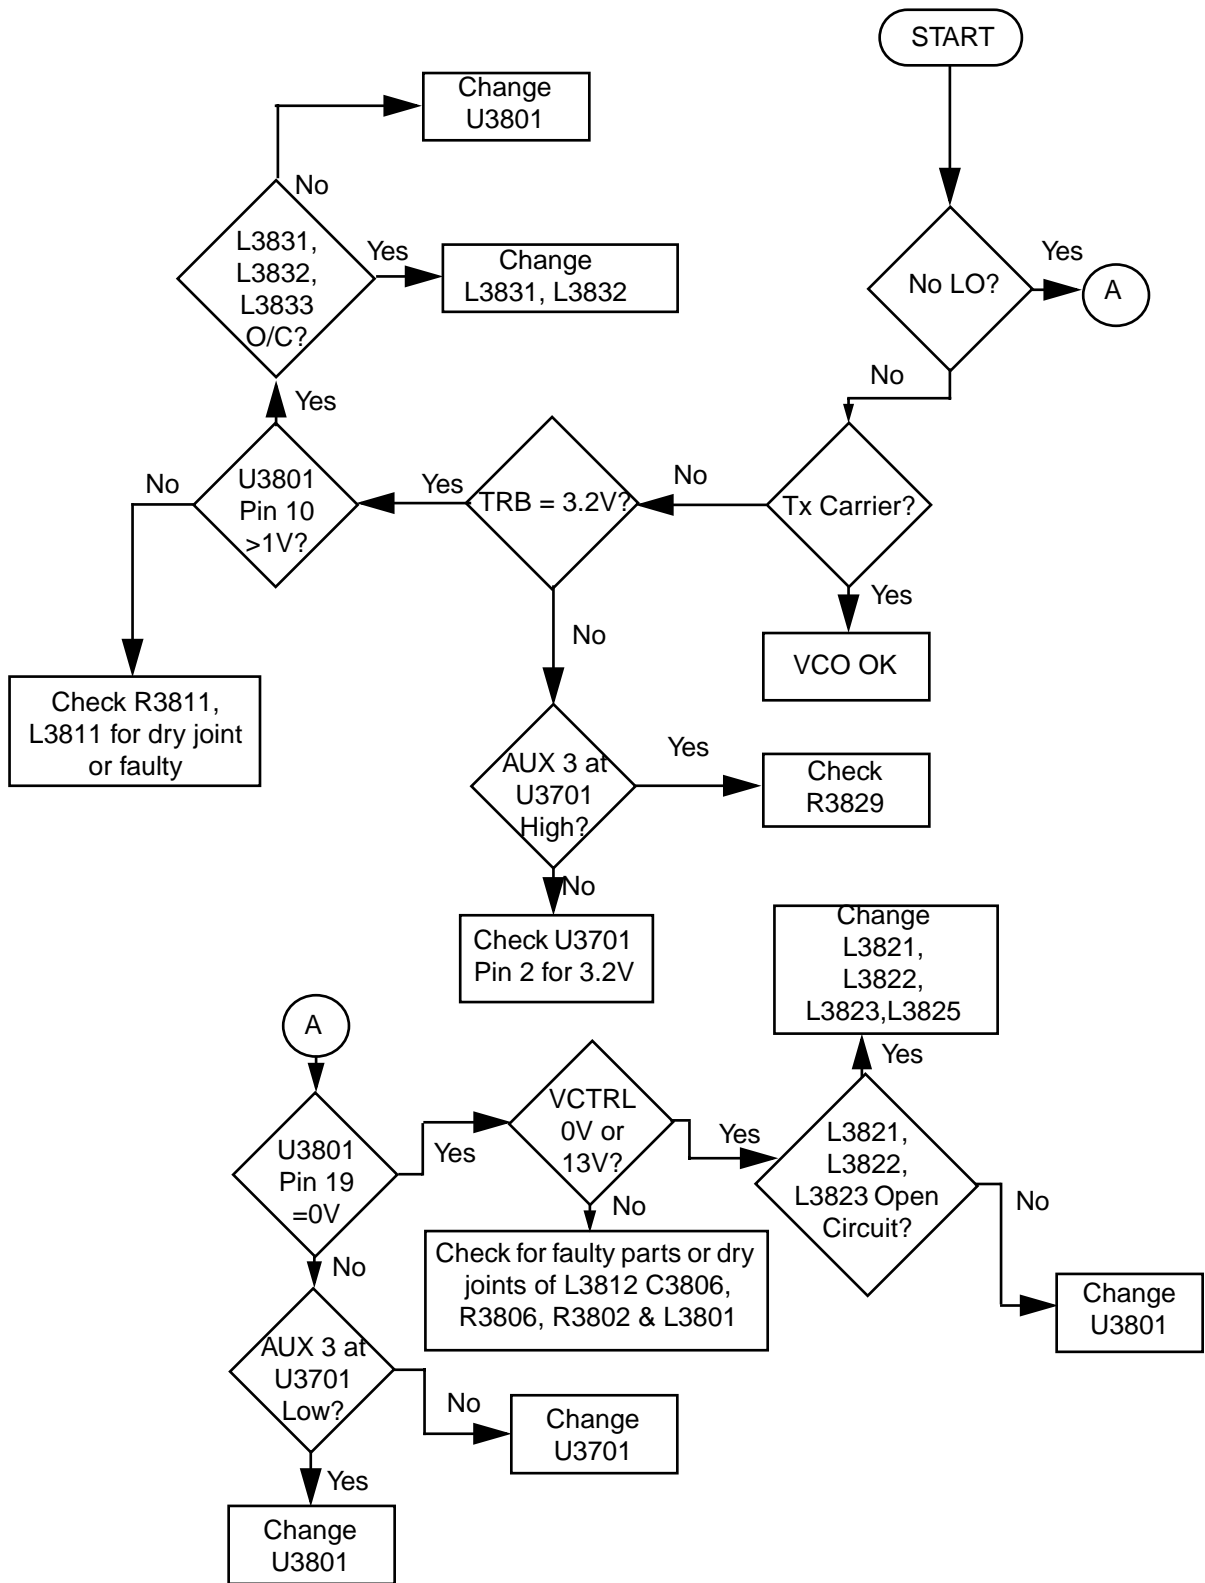 START
Change
U3801
No
L3831,
L3832,
L3833
O/C?
Yes
Change
L3831, L3832
No LO?
Yes
A
No
Yes
U3801
Pin 10
>1V?
No
Yes
TRB = 3.2V?
No
Tx Carrier?
Yes
VCO OK
No
Check R3811,
L3811 for dry joint
or faulty
AUX 3 at
U3701
High?
Yes
Check
R3829
No
Check U3701
Pin 2 for 3.2V
Change
L3821,
L3822,
L3823,L3825
A
Yes
U3801
Pin 19
=0V
Yes
VCTRL
0V or
13V?
Yes
L3821,
L3822,
L3823 Open
Circuit?
No
No
Check for faulty parts or dry
joints of L3812 C3806,
R3806, R3802 & L3801
Change
U3801
No
AUX 3 at
U3701
Low?
No
Change
U3701
Yes
Change
U3801